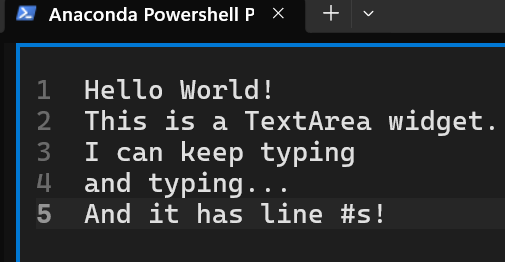 Anaconda Powershell P
1 Hello World!
2 This is a TextArea widget.
3 I can keep typing
4 and typing...
5 And it has line #s!